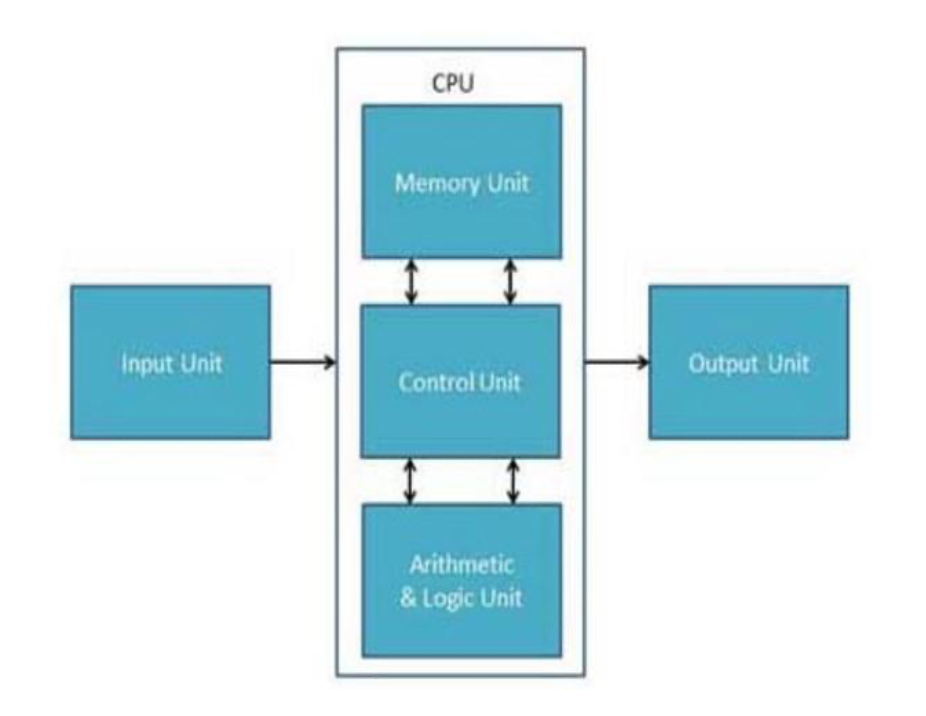 CPU
Memory Unit
Input Unit
Control Unit
Output Unit
Arithmetic
& Logic Unit